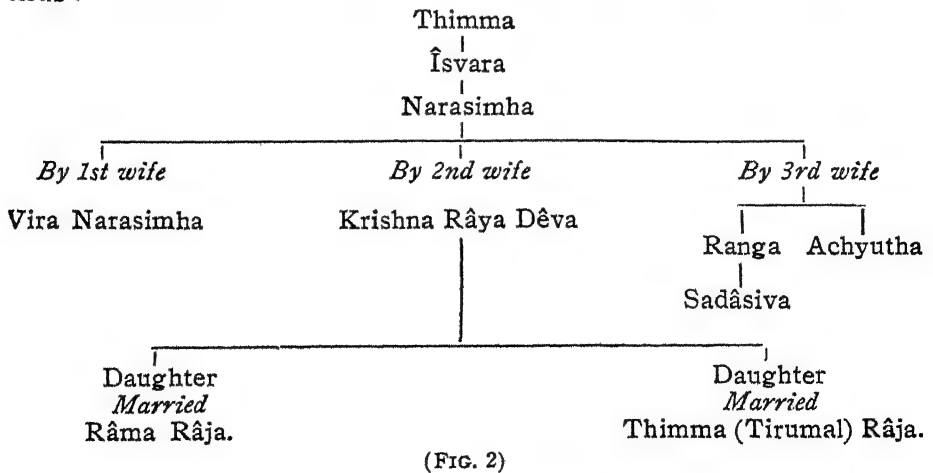 Thimma
Îsvara
Narasimha
By 1st wife By 2nd wife By 3rd wife
Vira Narasimha Krishna Râya Dêva
Ranga Achyutha
Sadâsiva
Daughter Daughter
Married Married
Râma Râja. Thimma (Tirumal) Râja.
(FIG. 2)